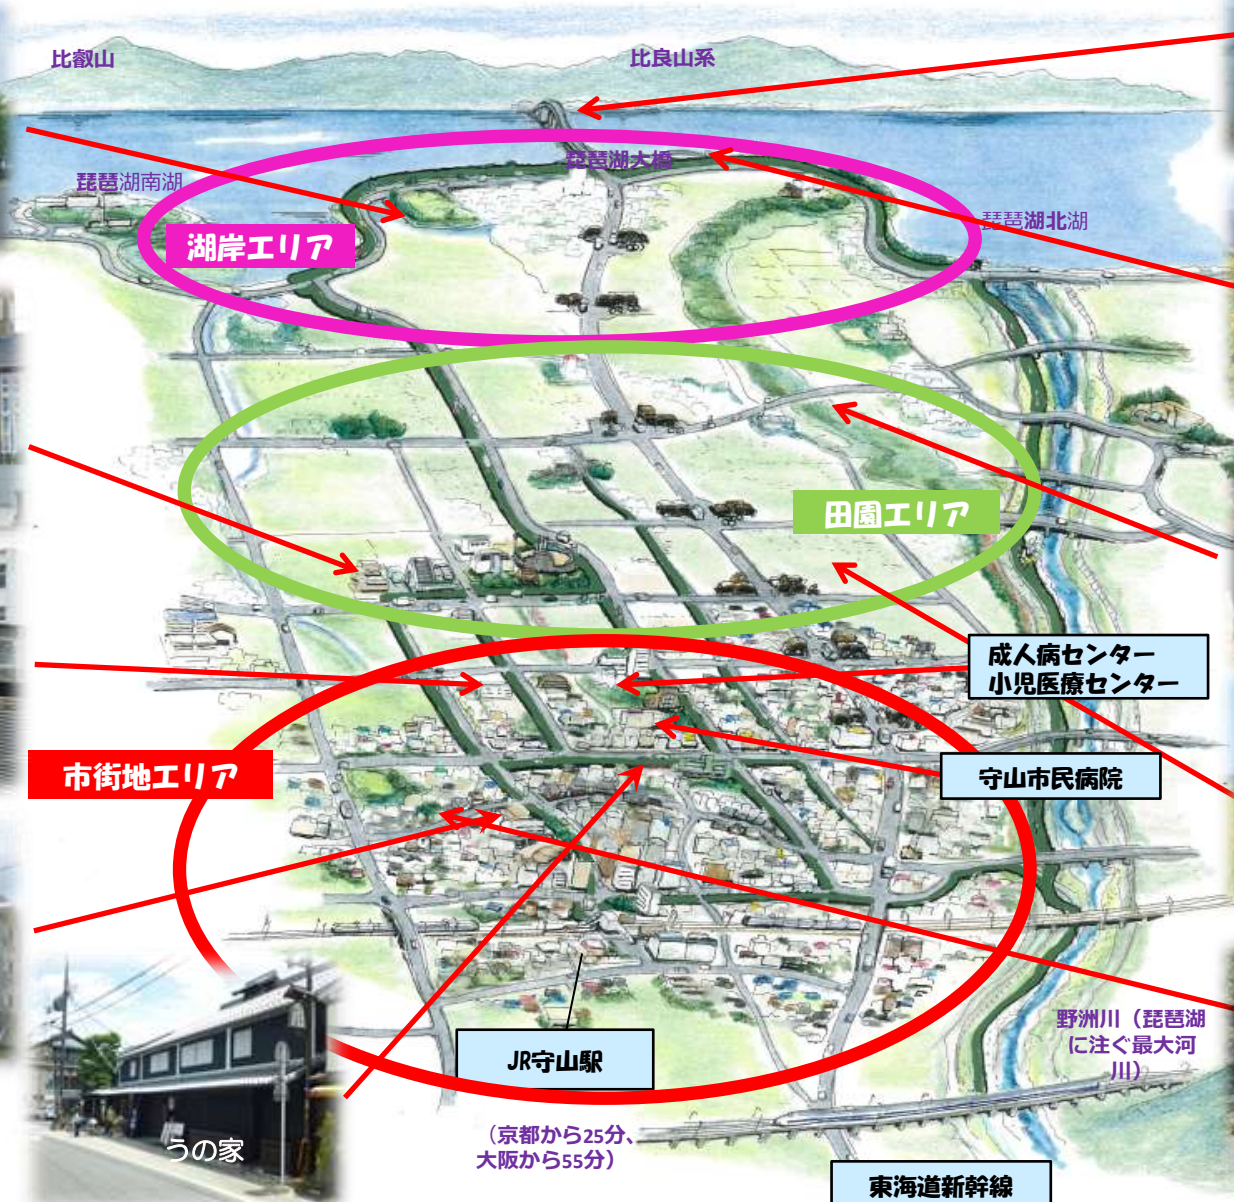 比叡山
比良山系
琵琶湖大橋
琵琶湖南湖
琵琶湖北湖
湖岸エリア
田園エリア
成人病センター
小児医療センター
市街地エリア
守山市民病院
野洲川（琵琶湖
に注ぐ最大河
川）
JR守山駅
うの家
（京都から25分、
大阪から55分）
東海道新幹線